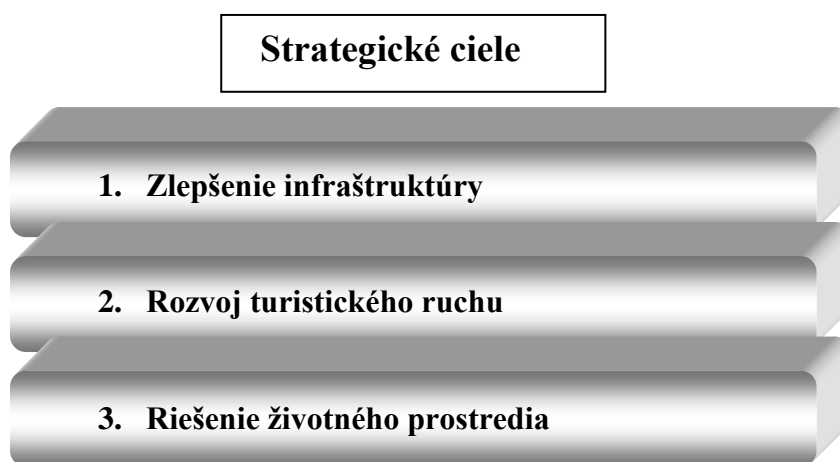 Strategické ciele
1. Zlepšenie infraštruktúry
2. Rozvoj turistického ruchu
3. Riešenie životného prostredia